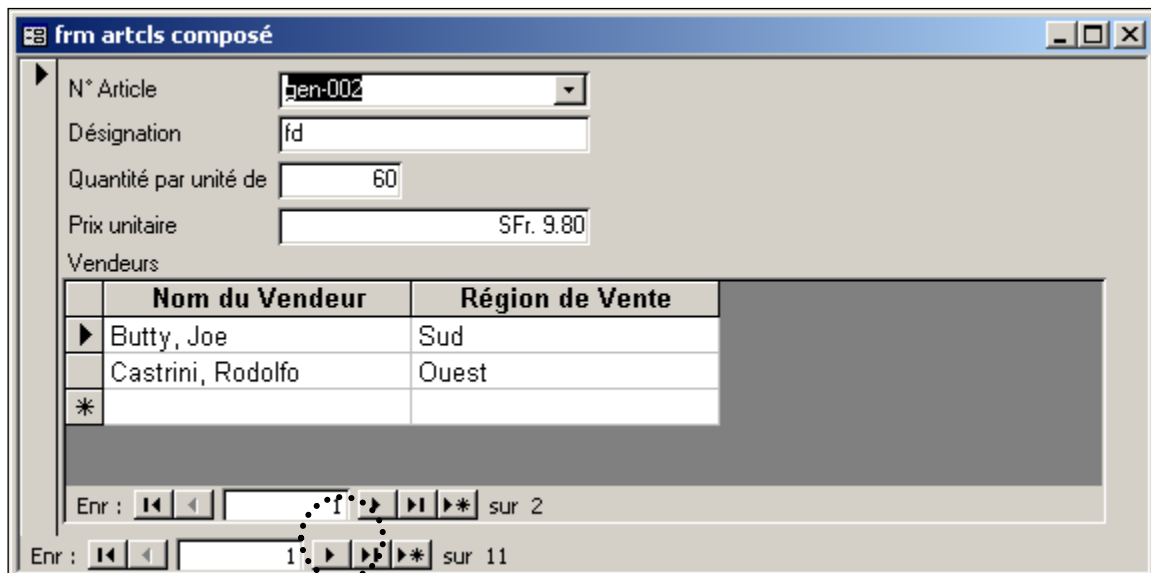 frm artcls composé
N° Article gen-002
Désignation fd
Quantité par unité de 60
Prix unitaire SFr. 9.80
Vendeurs
Nom du Vendeur Région de Vente
Butty, Joe Sud
Castrini, Rodolfo Ouest
Enr : 1 sur 2
Enr : 1 sur 11